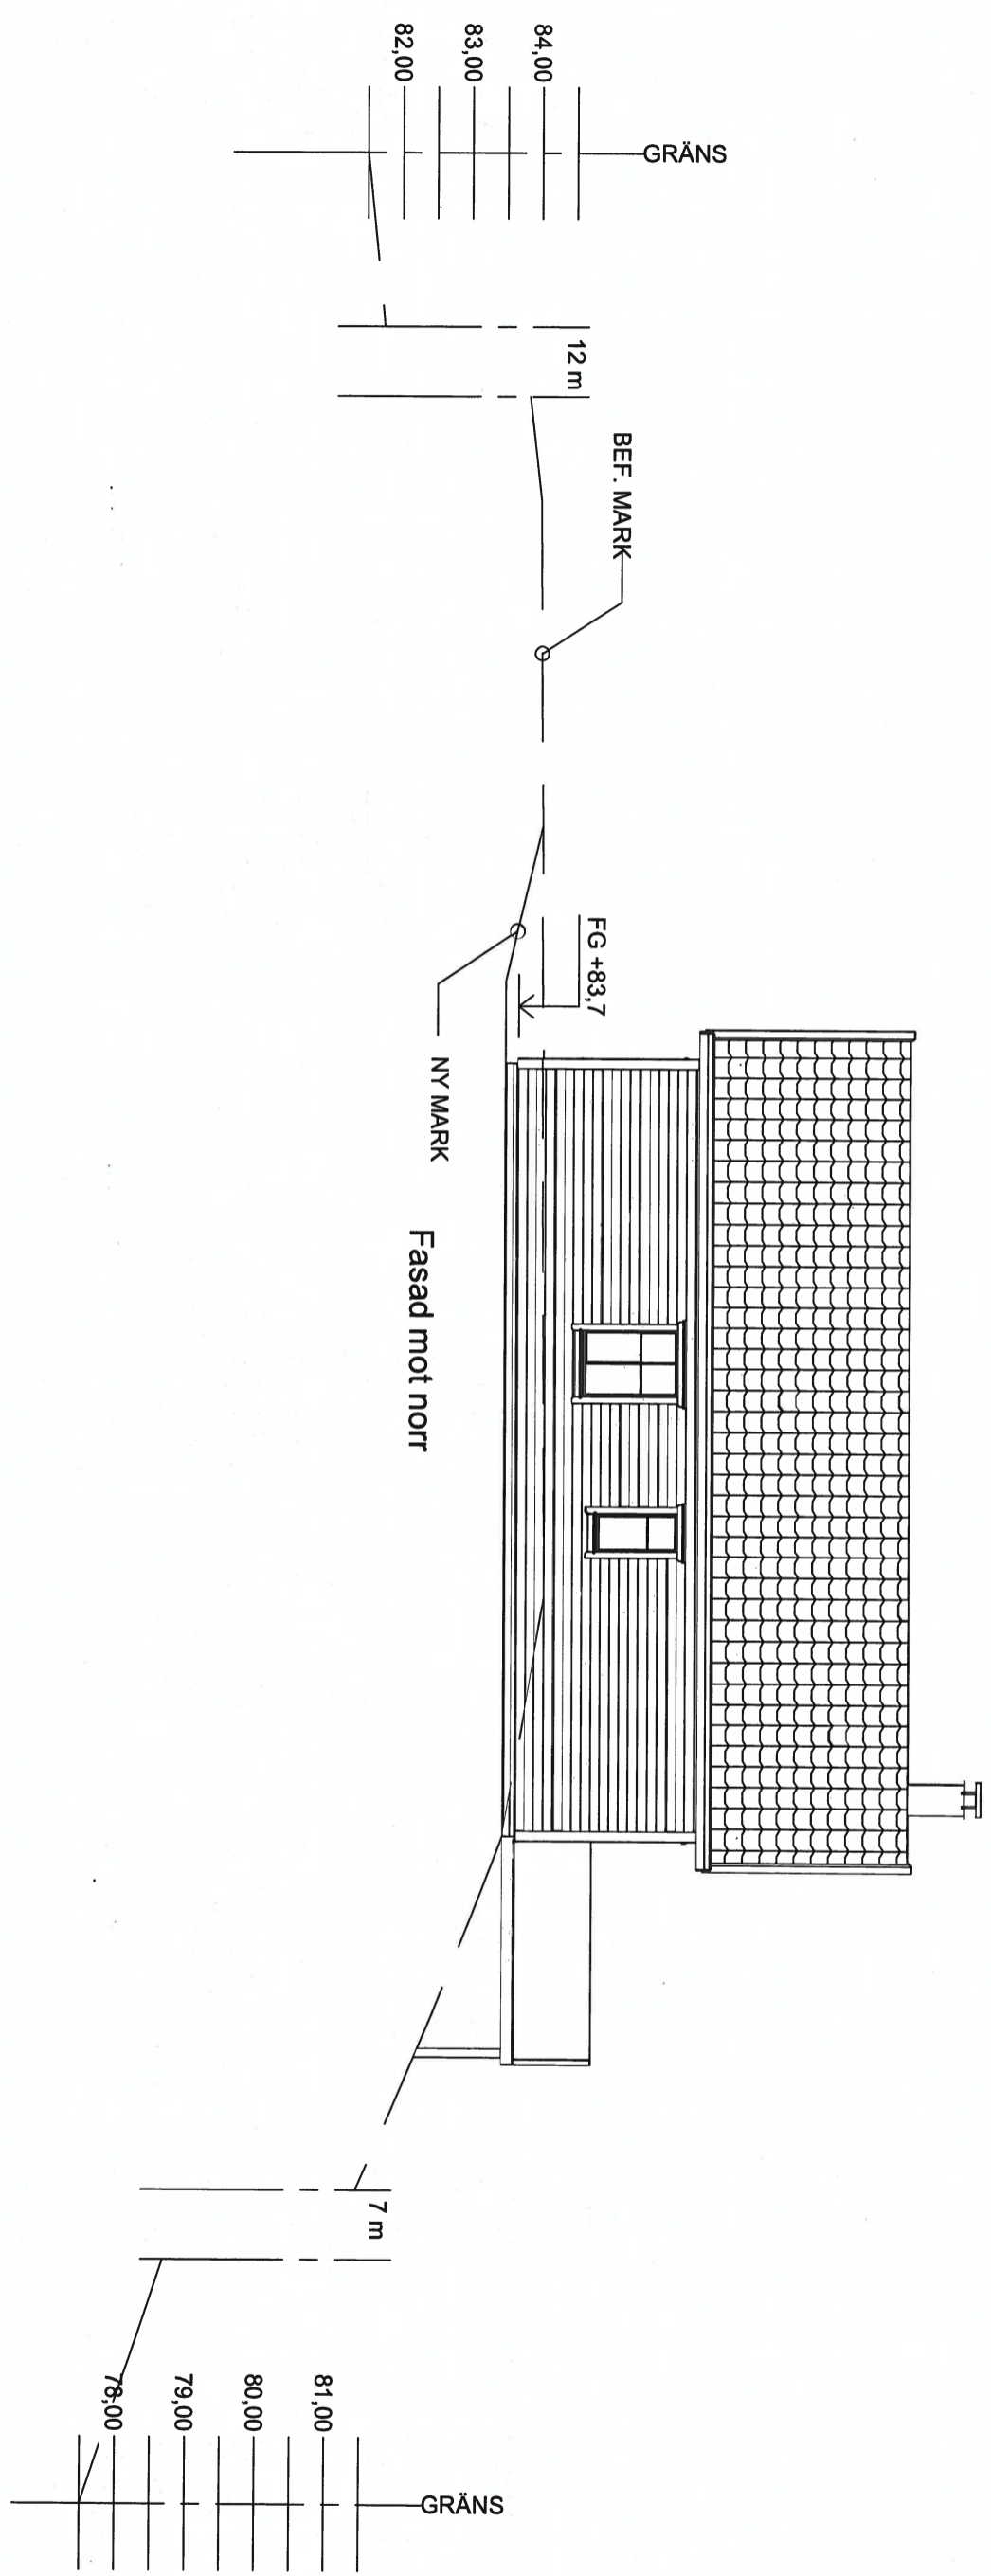 GRÄNS
84,00
83,00
82,00
12 m
BEF. MARK
FG +83,7
NY MARK
Fasad mot norr
7 m
GRÄNS
81,00
80,00
79,00
78,00